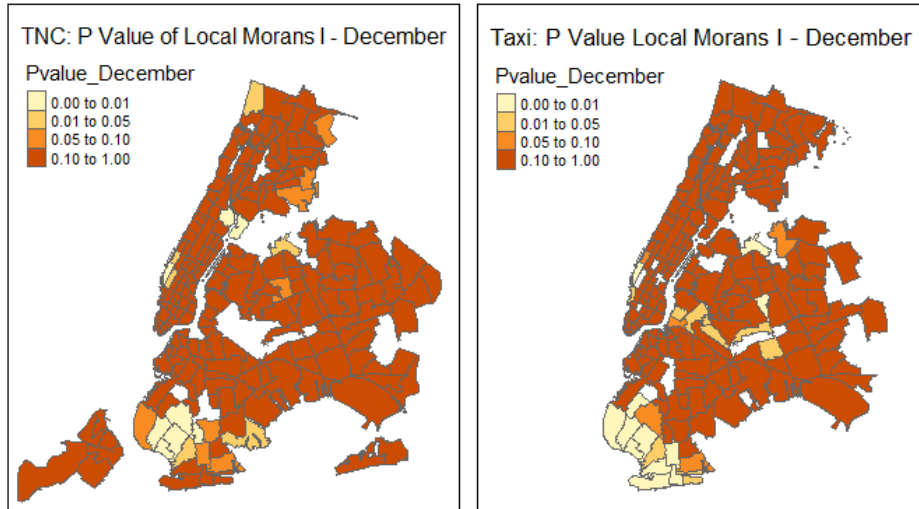 TNC: P Value of Local Morans I - December
Pvalue_December
0.00 to 0.01
0.01 to 0.05
0.05 to 0.10
0.10 to 1.00
Taxi: P Value Local Morans I - December
Pvalue_December
0.00 to 0.01
0.01 to 0.05
0.05 to 0.10
0.10 to 1.00